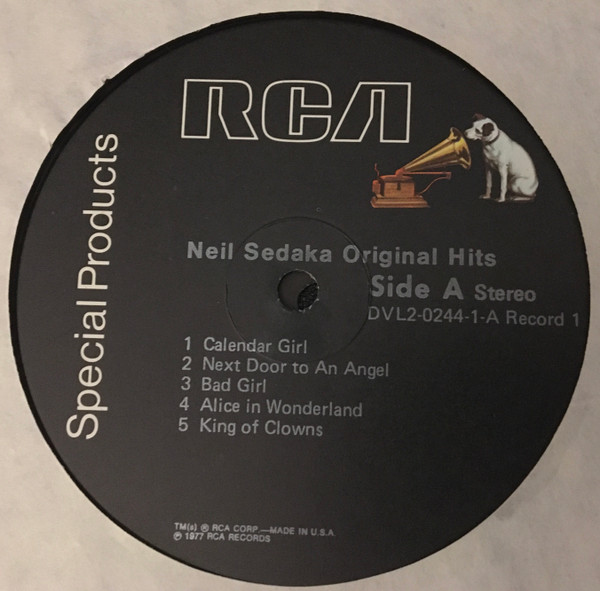 RCA
Special Products
Neil Sedaka Original Hits
Side A Stereo
DVL2-0244-1-A Record 1
1 Calendar Girl
2 Next Door to An Angel
3 Bad Girl
4 Alice in Wonderland
5 King of Clowns
TM(s) ® RCA CORP.—MADE IN U.S.A.
℗ 1977 RCA RECORDS